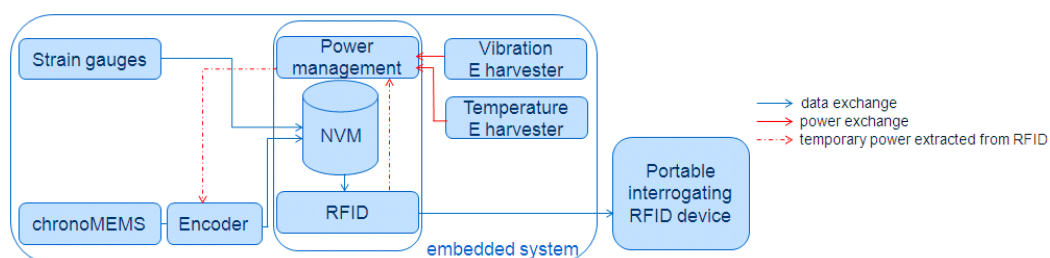 Strain gauges
Power
management
Vibration
E harvester
Temperature
E harvester
NVM
chronoMEMS
Encoder
RFID
embedded system
Portable
interrogating
RFID device
data exchange
power exchange
temporary power extracted from RFID